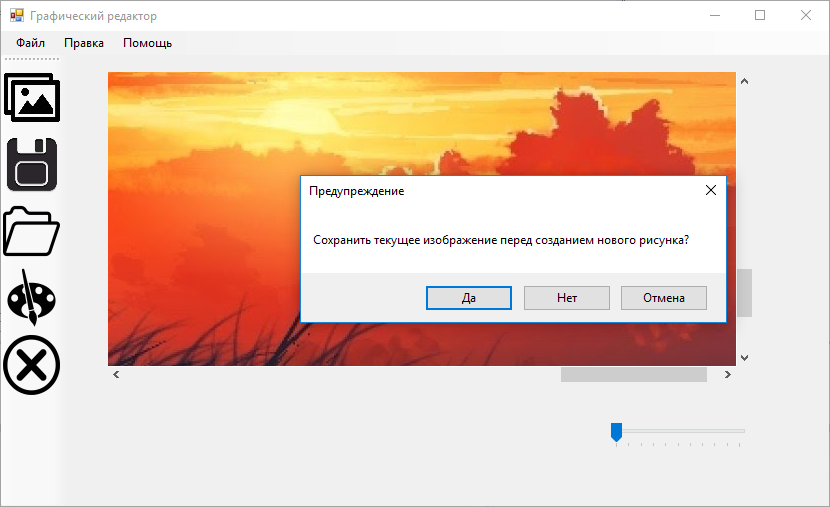 Графический редактор
Файл Правка Помощь
Предупреждение
Сохранить текущее изображение перед созданием нового рисунка?
Да Нет Отмена